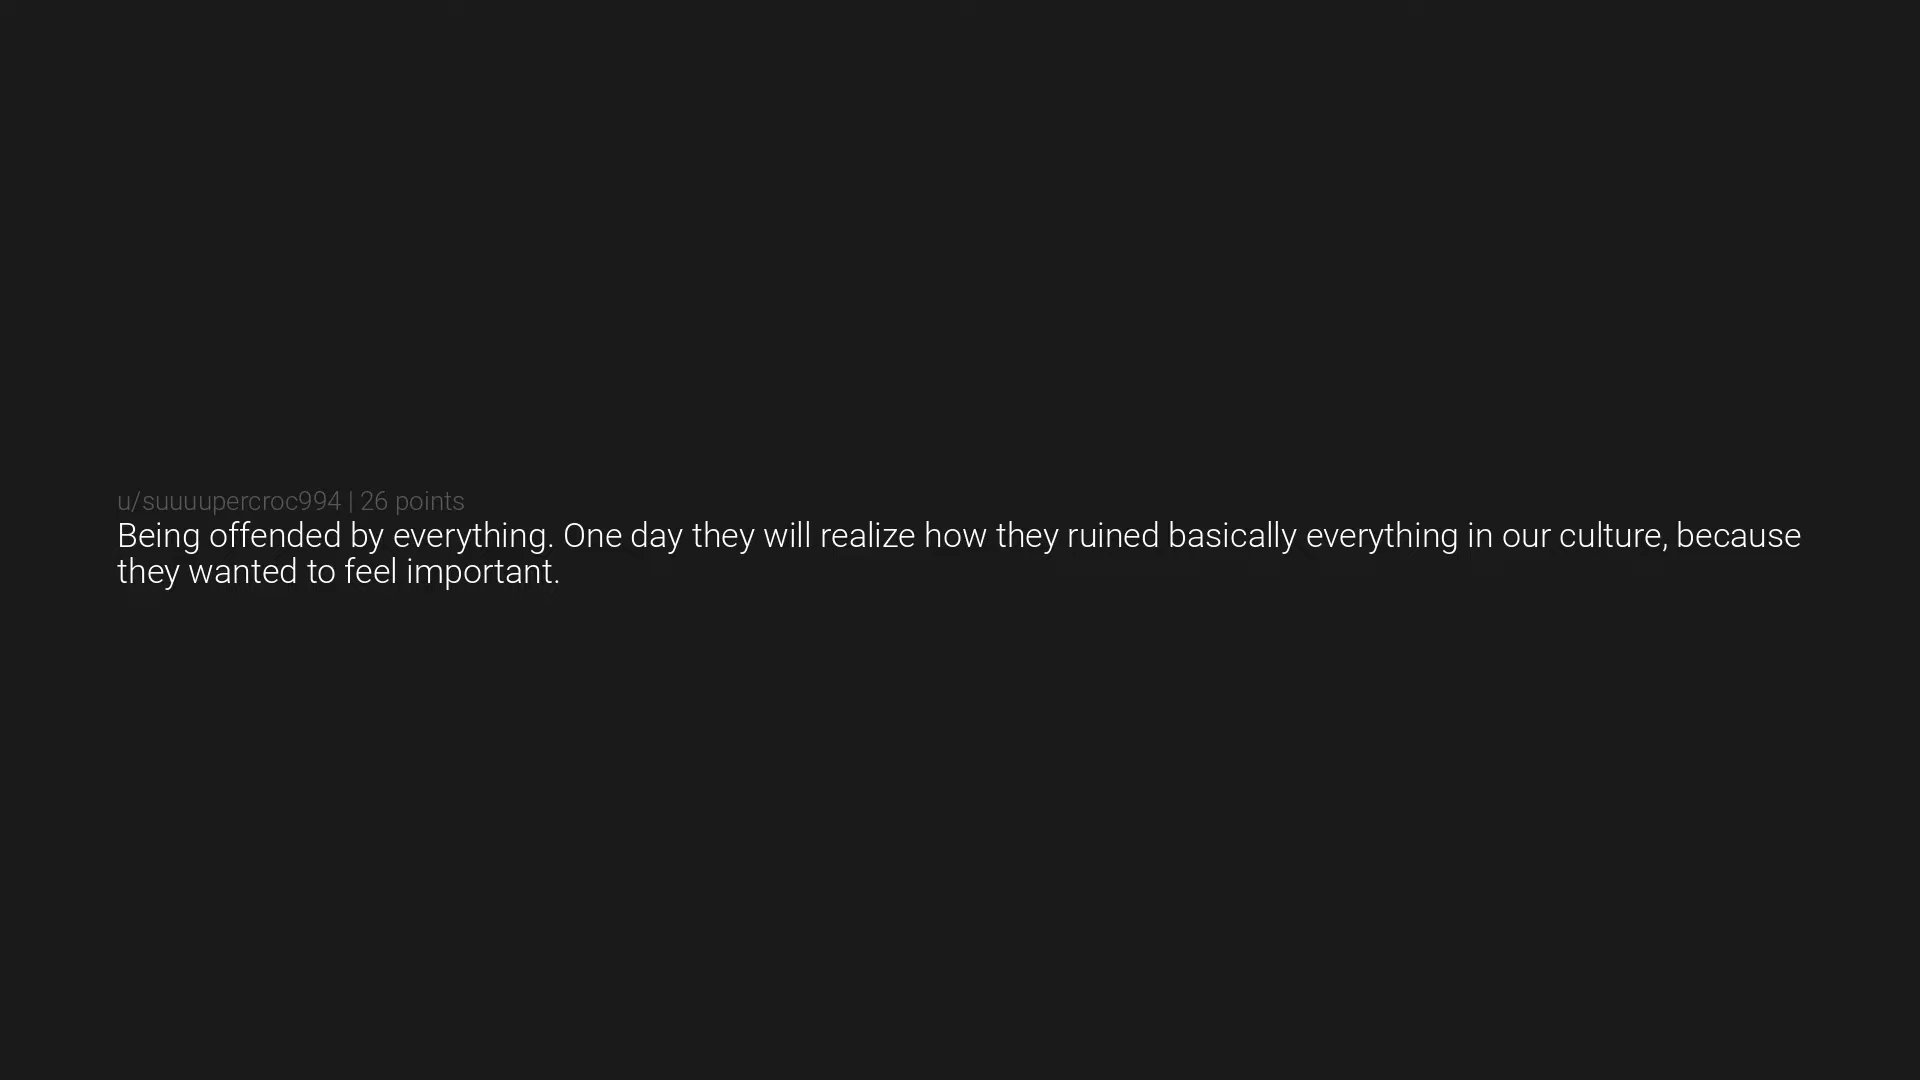 u/suuuupercroc994 | 26 points
Being offended by everything. One day they will realize how they ruined basically everything in our culture, because
they wanted to feel important.